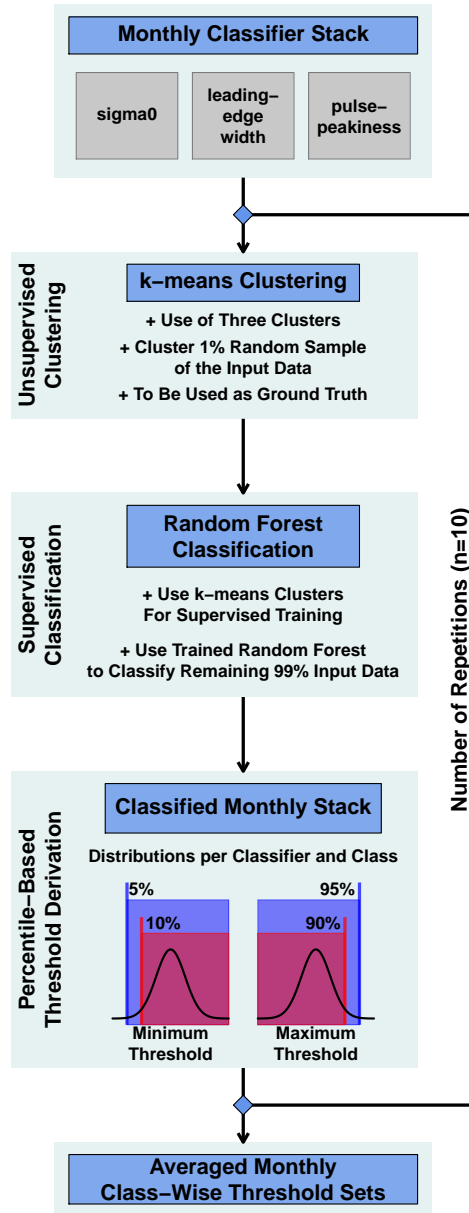 Monthly Classifier Stack
sigma0
leading−
edge
width
pulse−
peakiness
Unsupervised
Clustering
k−means Clustering
+ Use of Three Clusters
+ Cluster 1% Random Sample
of the Input Data
+ To Be Used as Ground Truth
Supervised
Classification
Random Forest
Classification
+ Use k−means Clusters
For Supervised Training
+ Use Trained Random Forest
to Classify Remaining 99% Input Data
Number of Repetitions (n=10)
Percentile−Based
Threshold Derivation
Classified Monthly Stack
Distributions per Classifier and Class
5%
10%
95%
90%
Minimum
Threshold
Maximum
Threshold
Averaged Monthly
Class−Wise Threshold Sets